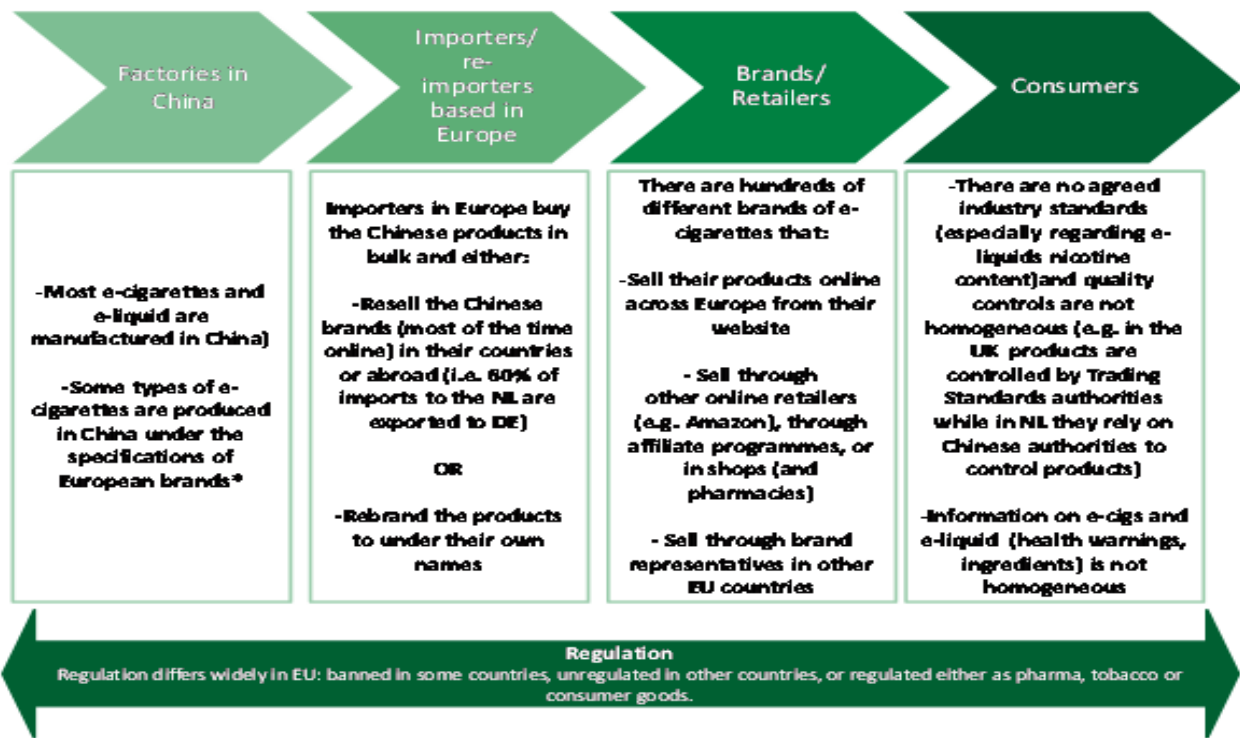 Factories in
China
Importers/
re-
importers
based in
Europe
Brands/
Retailers
Consumers
-Most e-cigarettes and
e-liquid are
manufactured in China)
-Some types of e-
cigarettes are produced
in China under the
specifications of
European brands*
Importers in Europe buy
the Chinese products in
bulk and either:
-Resell the Chinese
brands (most of the time
online) in their countries
or abroad (i.e. 60% of
imports to the NL are
exported to DE)
OR
-Rebrand the products
to under their own
names
There are hundreds of
different brands of e-
cigarettes that:
-Sell their products online
across Europe from their
website
- Sell through
other online retailers
(e.g. Amazon), through
affiliate programmes, or
in shops (and
pharmacies)
- Sell through brand
representatives in other
EU countries
-There are no agreed
industry standards
(especially regarding e-
liquids nicotine
content)and quality
controls are not
homogeneous (e.g. in the
UK products are
controlled by Trading
Standards authorities
while in NL they rely on
Chinese authorities to
control products)
-Information on e-cigs and
e-liquid (health warnings,
ingredients) is not
homogeneous
Regulation
Regulation differs widely in EU: banned in some countries, unregulated in other countries, or regulated either as pharma, tobacco or
consumer goods.